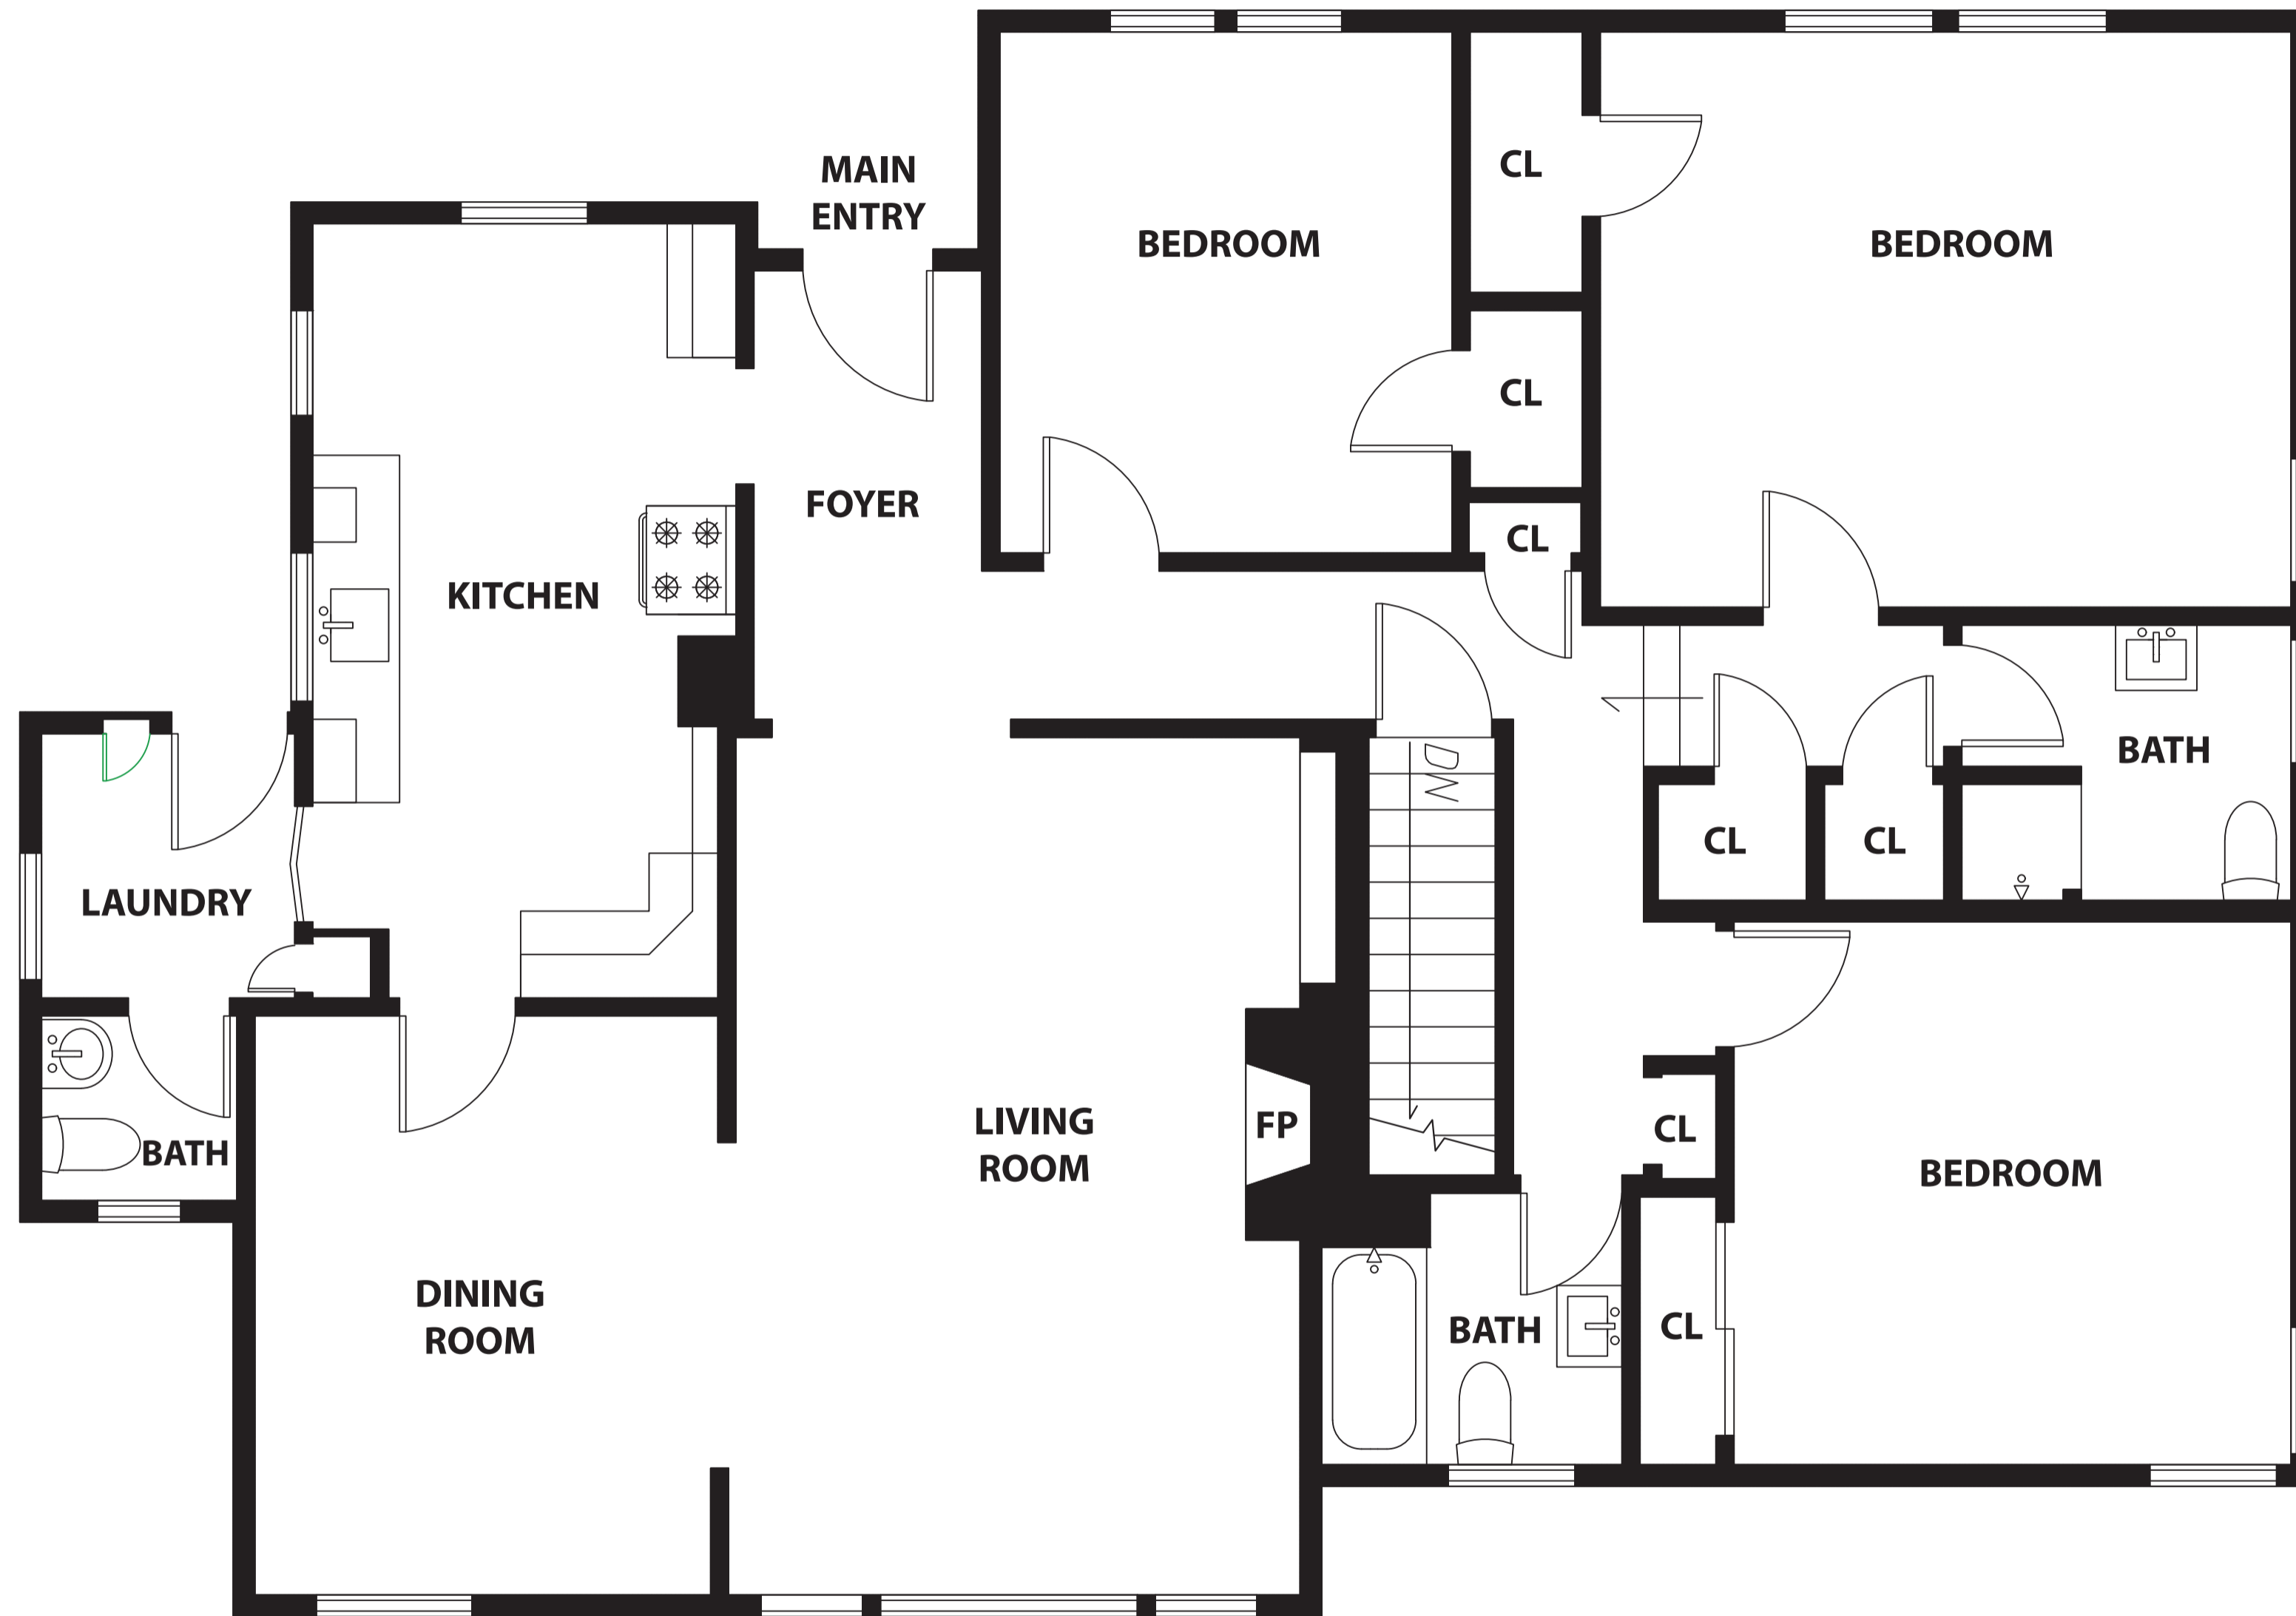 MAIN
ENTRY
BEDROOM
BEDROOM
CL
CL
FOYER
CL
KITCHEN
BATH
DN
CL
CL
LAUNDRY
LIVING
ROOM
FP
CL
BATH
BEDROOM
DINING
ROOM
BATH
CL